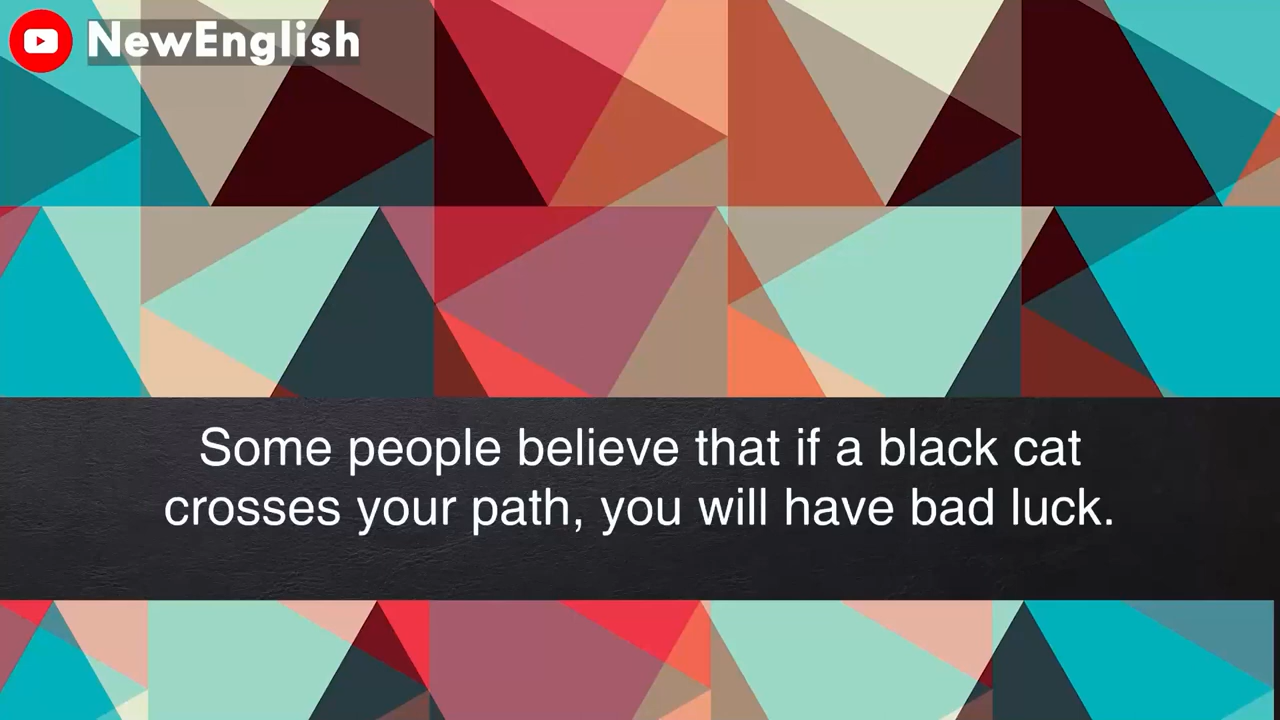 NewEnglish
Some people believe that if a black cat
crosses your path, you will have bad luck.